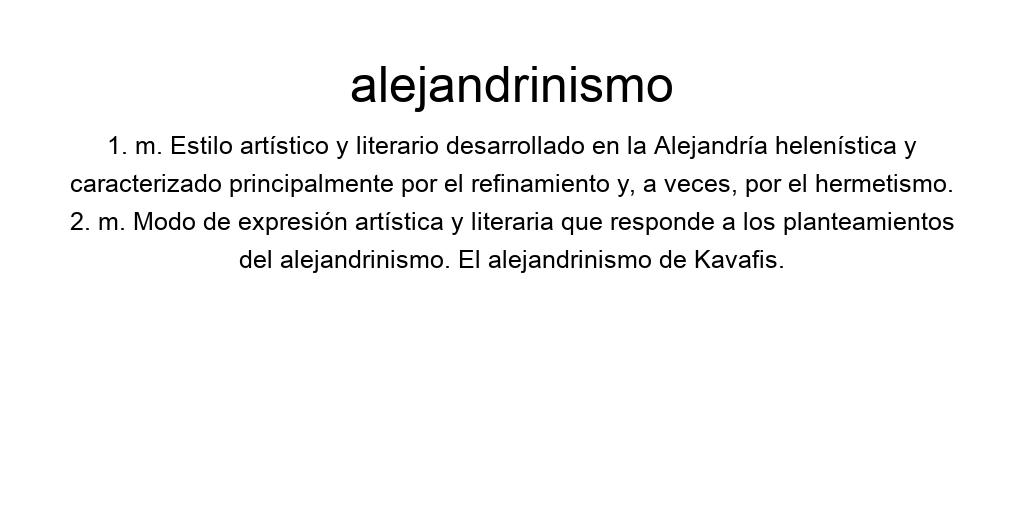 alejandrinismo
1. m. Estilo artístico y literario desarrollado en la Alejandría helenística y
caracterizado principalmente por el refinamiento y, a veces, por el hermetismo.
2. m. Modo de expresión artística y literaria que responde a los planteamientos
del alejandrinismo. El alejandrinismo de Kavafis.